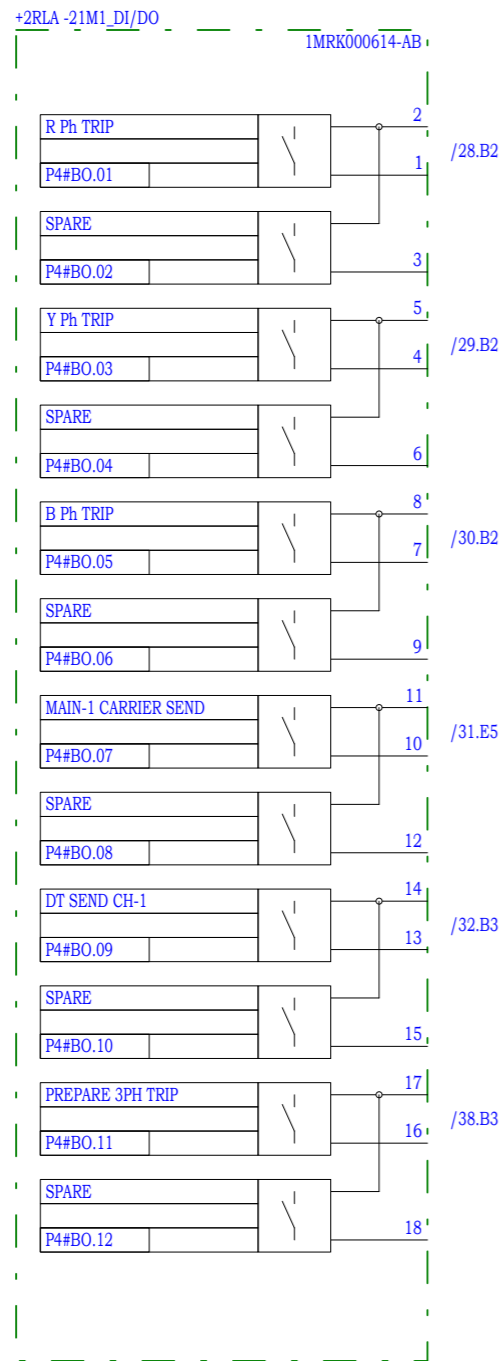 +2RLA -21M1_DI/DO
1MRK000614-AB
R Ph TRIP
2
/28.B2
P4#BO.01
1
SPARE
P4#BO.02
3
Y Ph TRIP
5
/29.B2
P4#BO.03
4
SPARE
P4#BO.04
6
B Ph TRIP
8
/30.B2
P4#BO.05
7
SPARE
P4#BO.06
9
MAIN-1 CARRIER SEND
11
/31.E5
P4#BO.07
10
SPARE
P4#BO.08
12
DT SEND CH-1
14
/32.B3
P4#BO.09
13
SPARE
P4#BO.10
15
PREPARE 3PH TRIP
17
/38.B3
P4#BO.11
16
SPARE
P4#BO.12
18